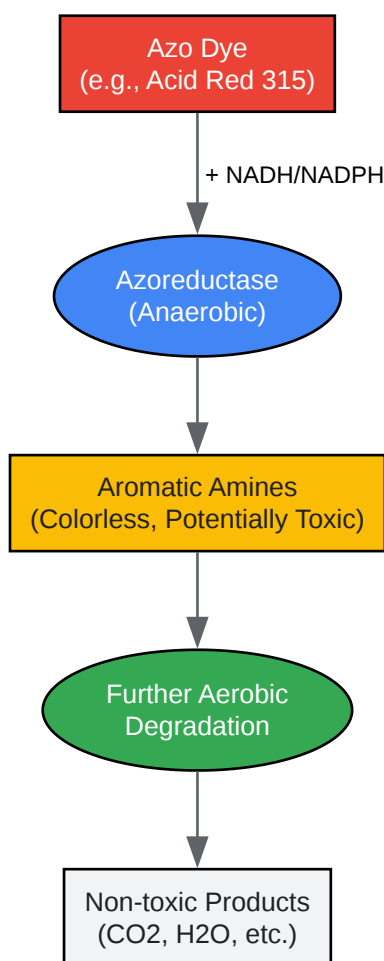 Azo Dye
(e.g., Acid Red 315)
+ NADH/NADPH
Azoreductase
(Anaerobic)
Aromatic Amines
(Colorless, Potentially Toxic)
Further Aerobic
Degradation
Non-toxic Products
(CO2, H2O, etc.)